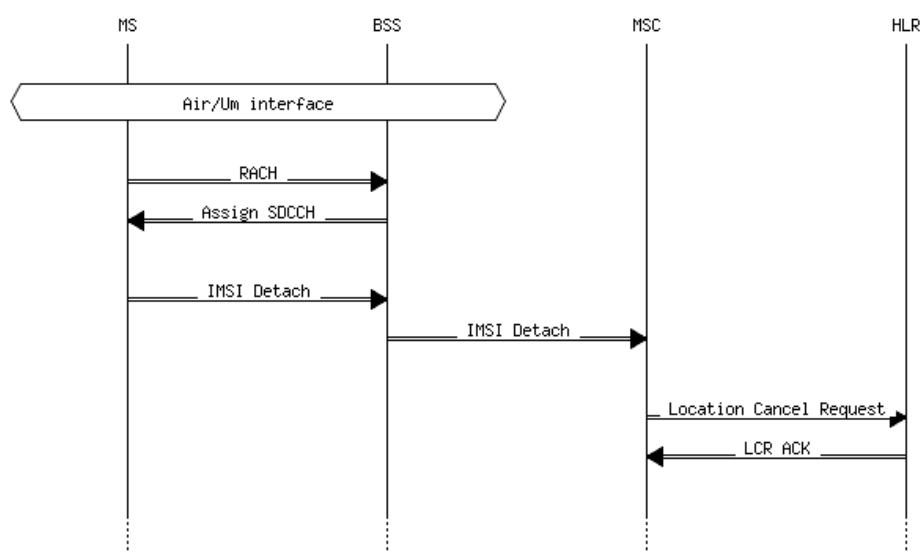 MS BSS MSC HLR
Air/Um interface
RACH
Assign SDCCH
IMSI Detach
IMSI Detach
Location Cancel Request
LCR ACK